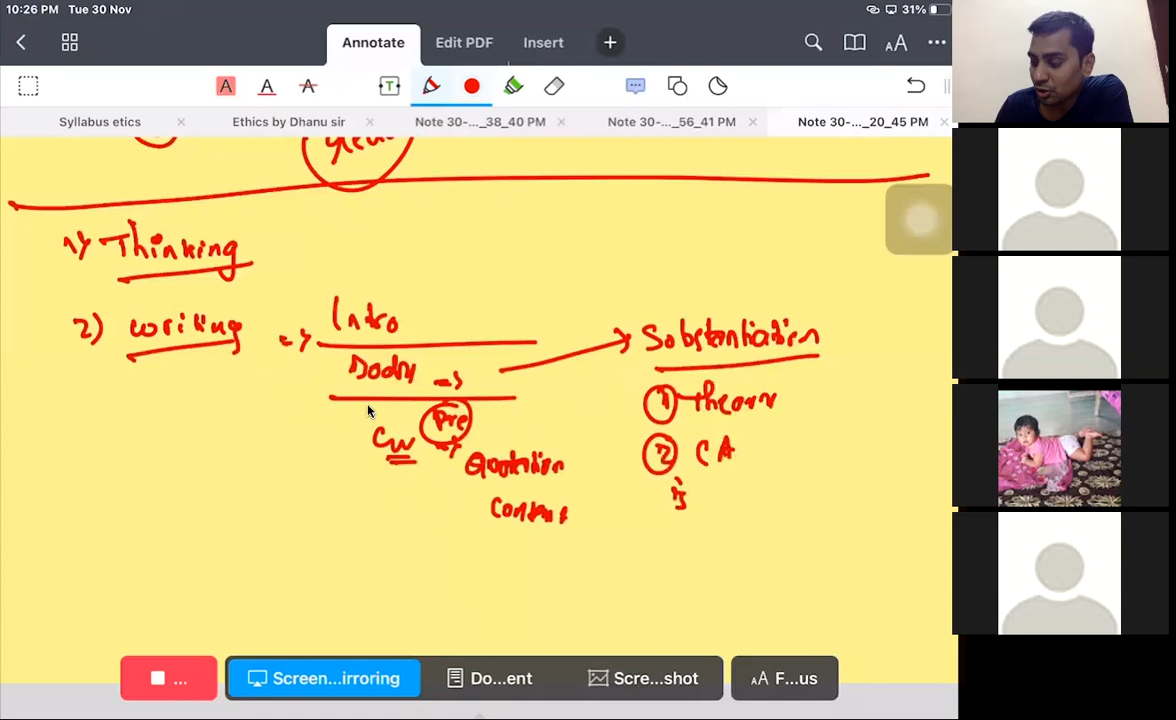 10:26 PM Tue 30 Nov
31%
Annotate
Edit PDF
Insert
Syllabus etics
Ethics by Dhanu sir
Note 30-..._38_40 PM
Note 30-..._56_41 PM
Note 30-..._20_45 PM
1) Thinking
2) writing => Intro
Body =>
Pre
CW
Quotation
Substantiation
1 Theory
2 CA
Screen...irroring
Do...ent
Scre...shot
F...us